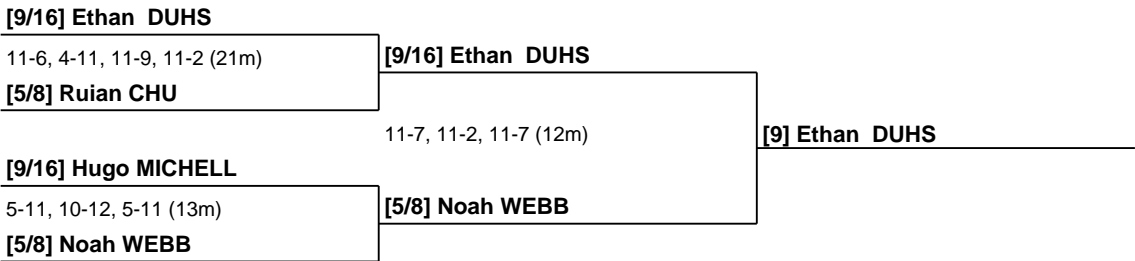 [9/16] Ethan DUHS
11-6, 4-11, 11-9, 11-2 (21m)
[5/8] Ruian CHU
[9/16] Hugo MICHELL
5-11, 10-12, 5-11 (13m)
[5/8] Noah WEBB
[9/16] Ethan DUHS
11-7, 11-2, 11-7 (12m)
[5/8] Noah WEBB
[9] Ethan DUHS